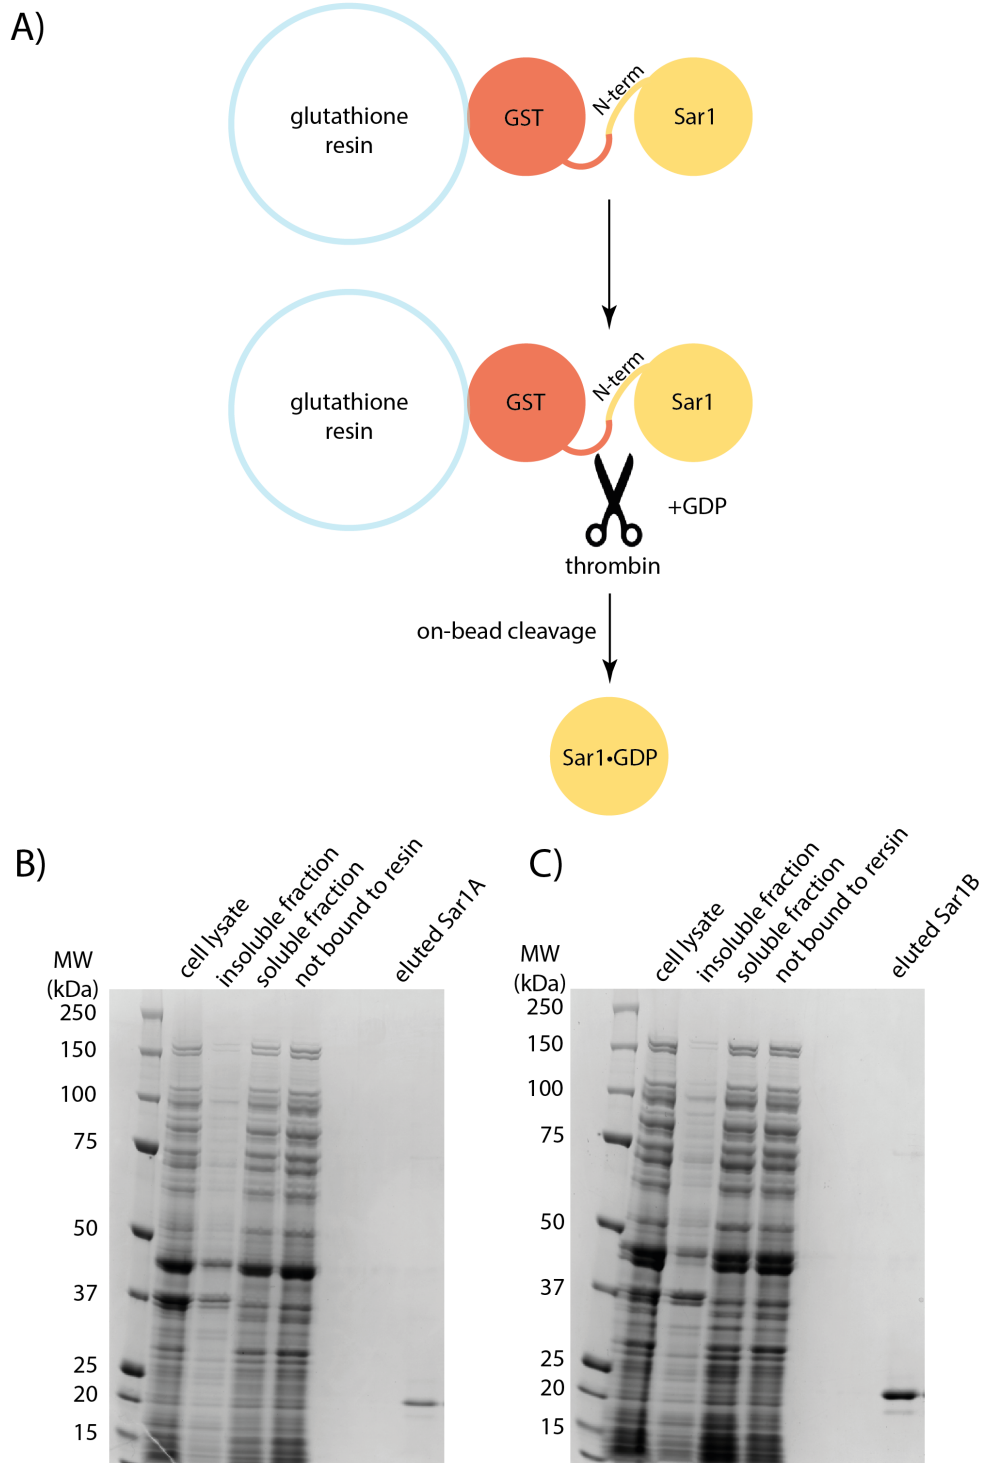 A)
glutathione
resin
GST
N-term
Sar1
glutathione
resin
GST
N-term
Sar1
+GDP
thrombin
on-bead cleavage
Sar1•GDP
B)
MW
(kDa)
cell lysate
insoluble fraction
soluble fraction
not bound to resin
eluted Sar1A
250
150
100
75
50
37
25
20
15
C)
MW
(kDa)
cell lysate
insoluble fraction
soluble fraction
not bound to rersin
eluted Sar1B
250
150
100
75
50
37
25
20
15